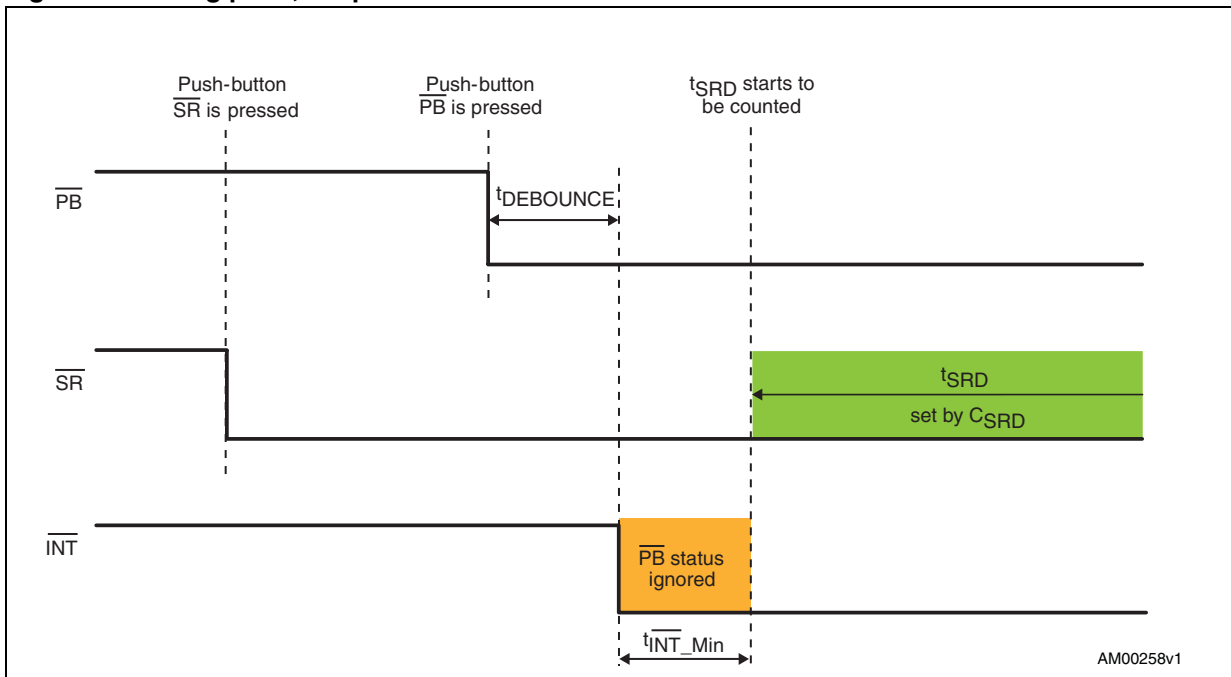 Push-button
SR is pressed
Push-button
PB is pressed
tSRD starts to
be counted
PB
tDEBOUNCE
SR
tSRD
set by CSRD
INT
PB status
ignored
tINT_Min
AM00258v1